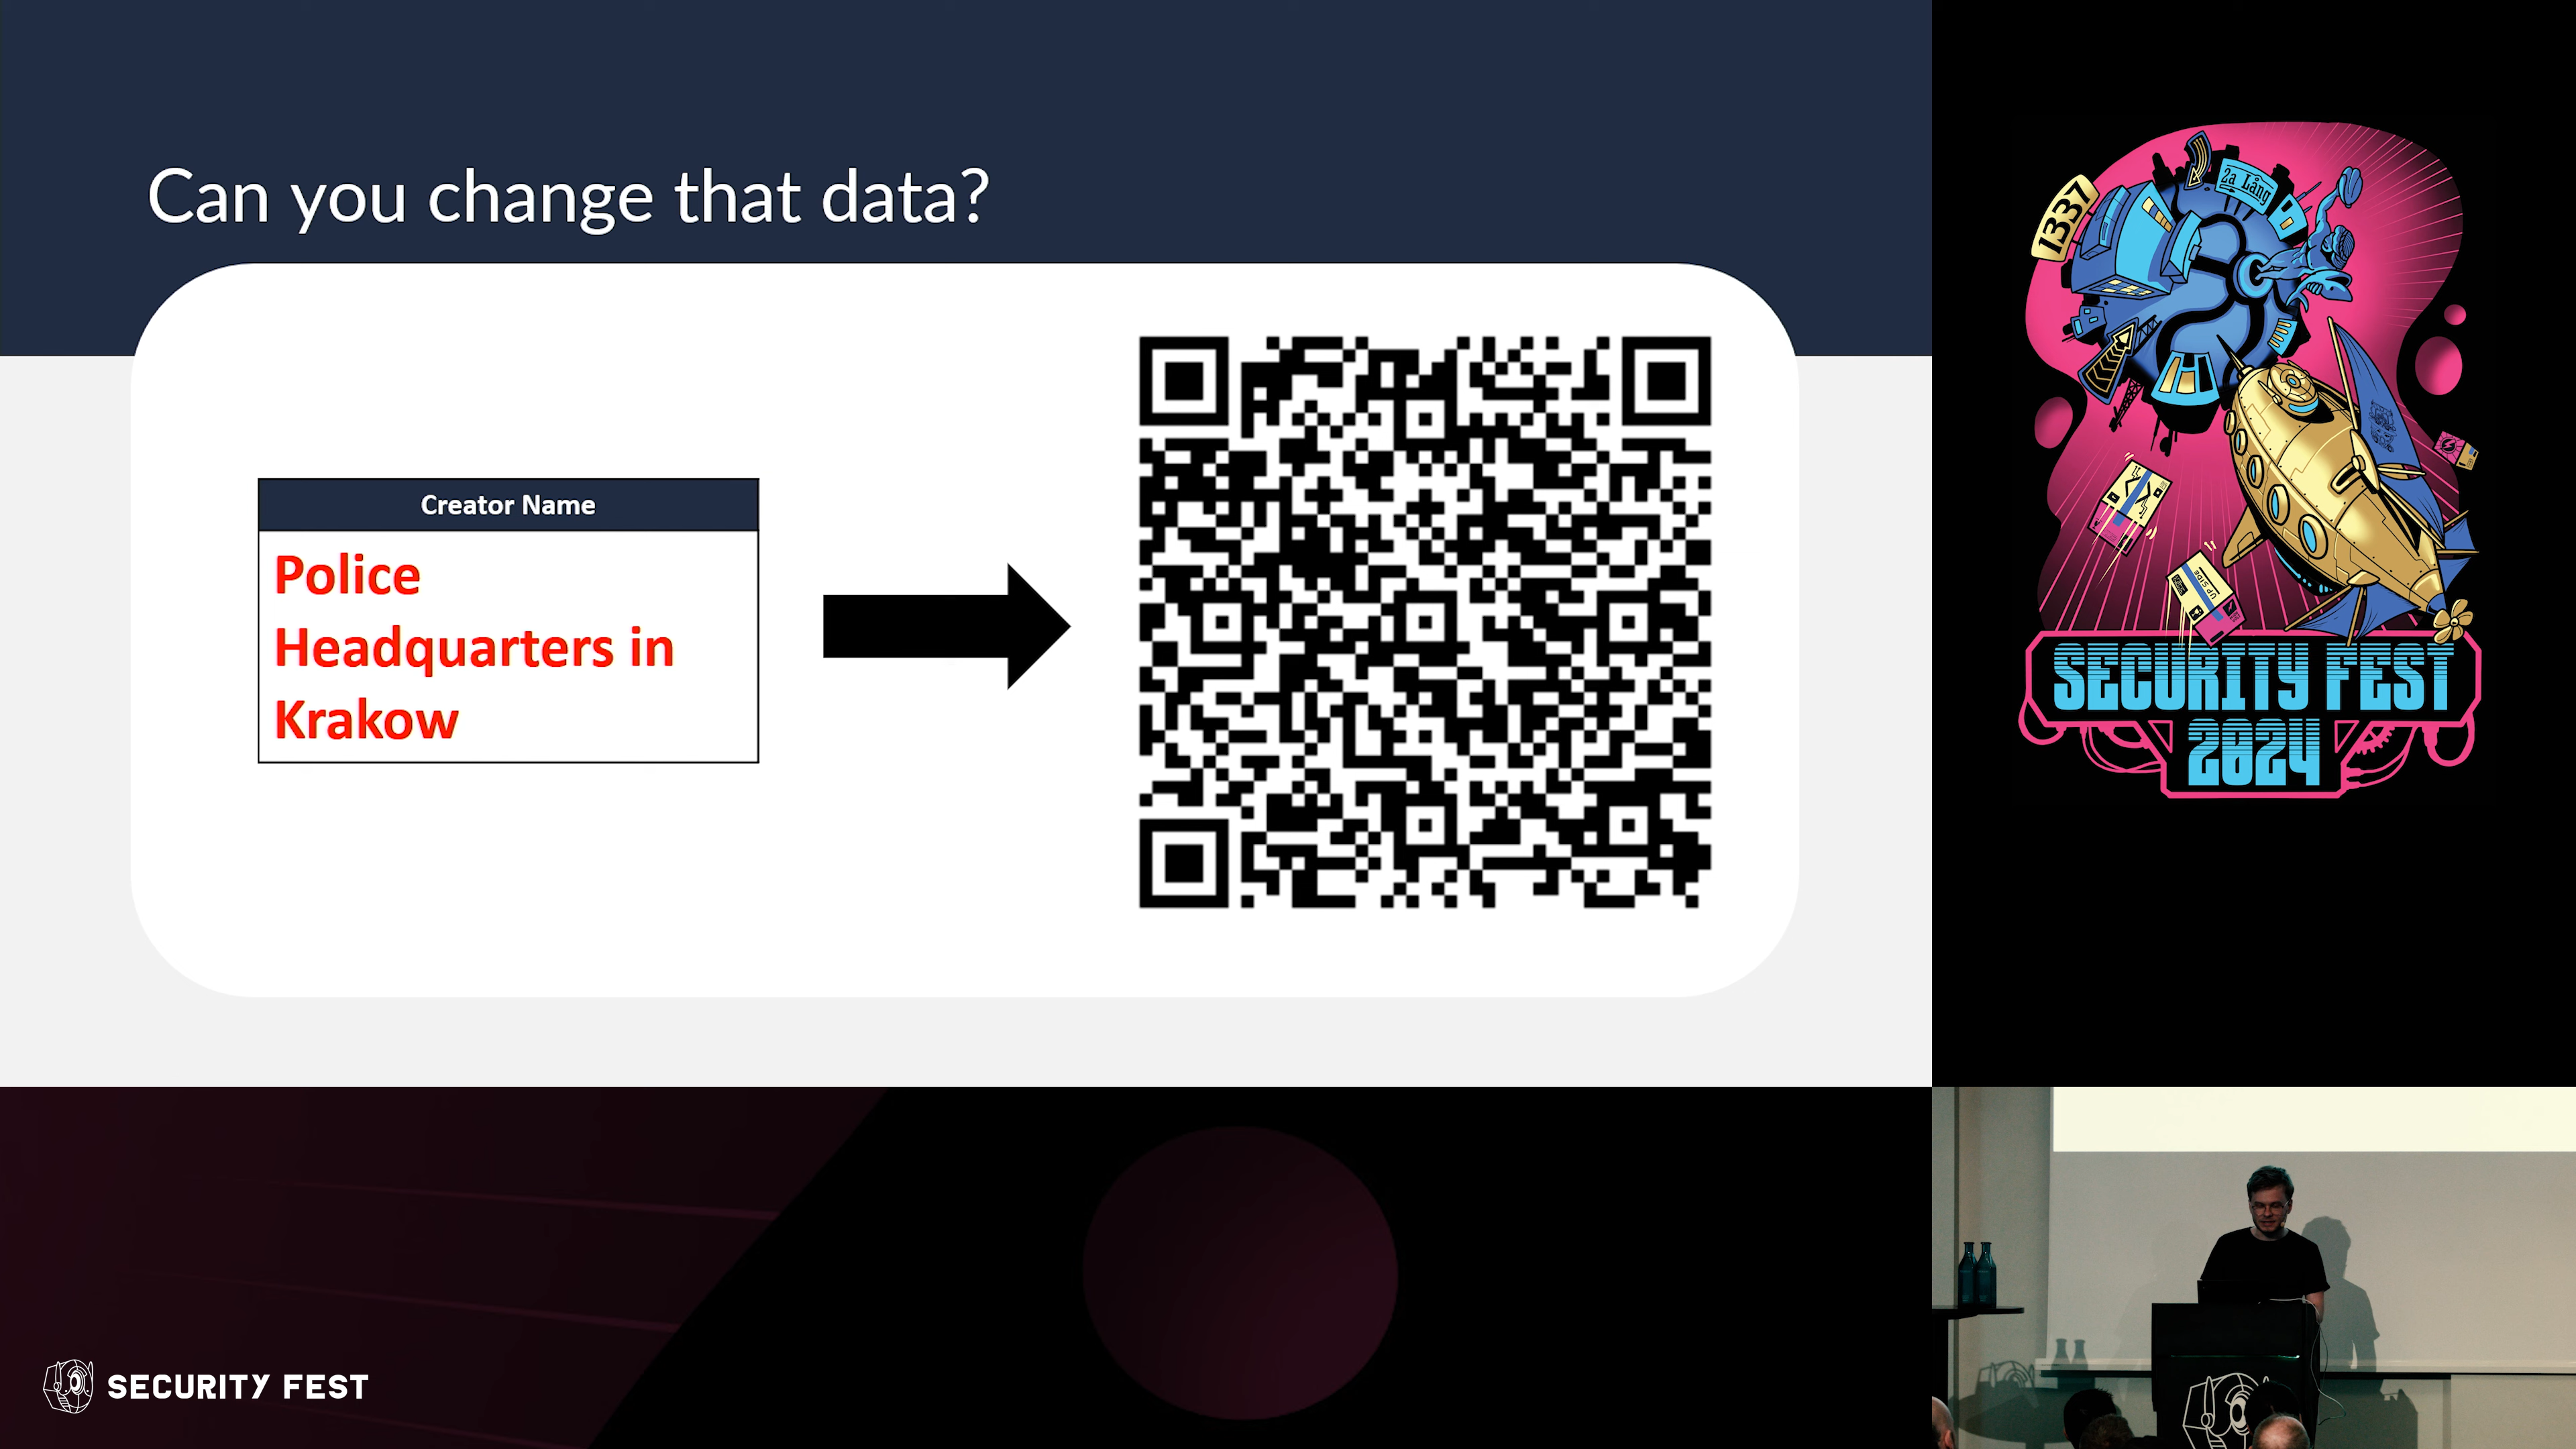 Can you change that data?
Creator Name
Police
Headquarters in
Krakow
1337
2a Lång
UPSIDE
SECURITY FEST
2024
SECURITY FEST